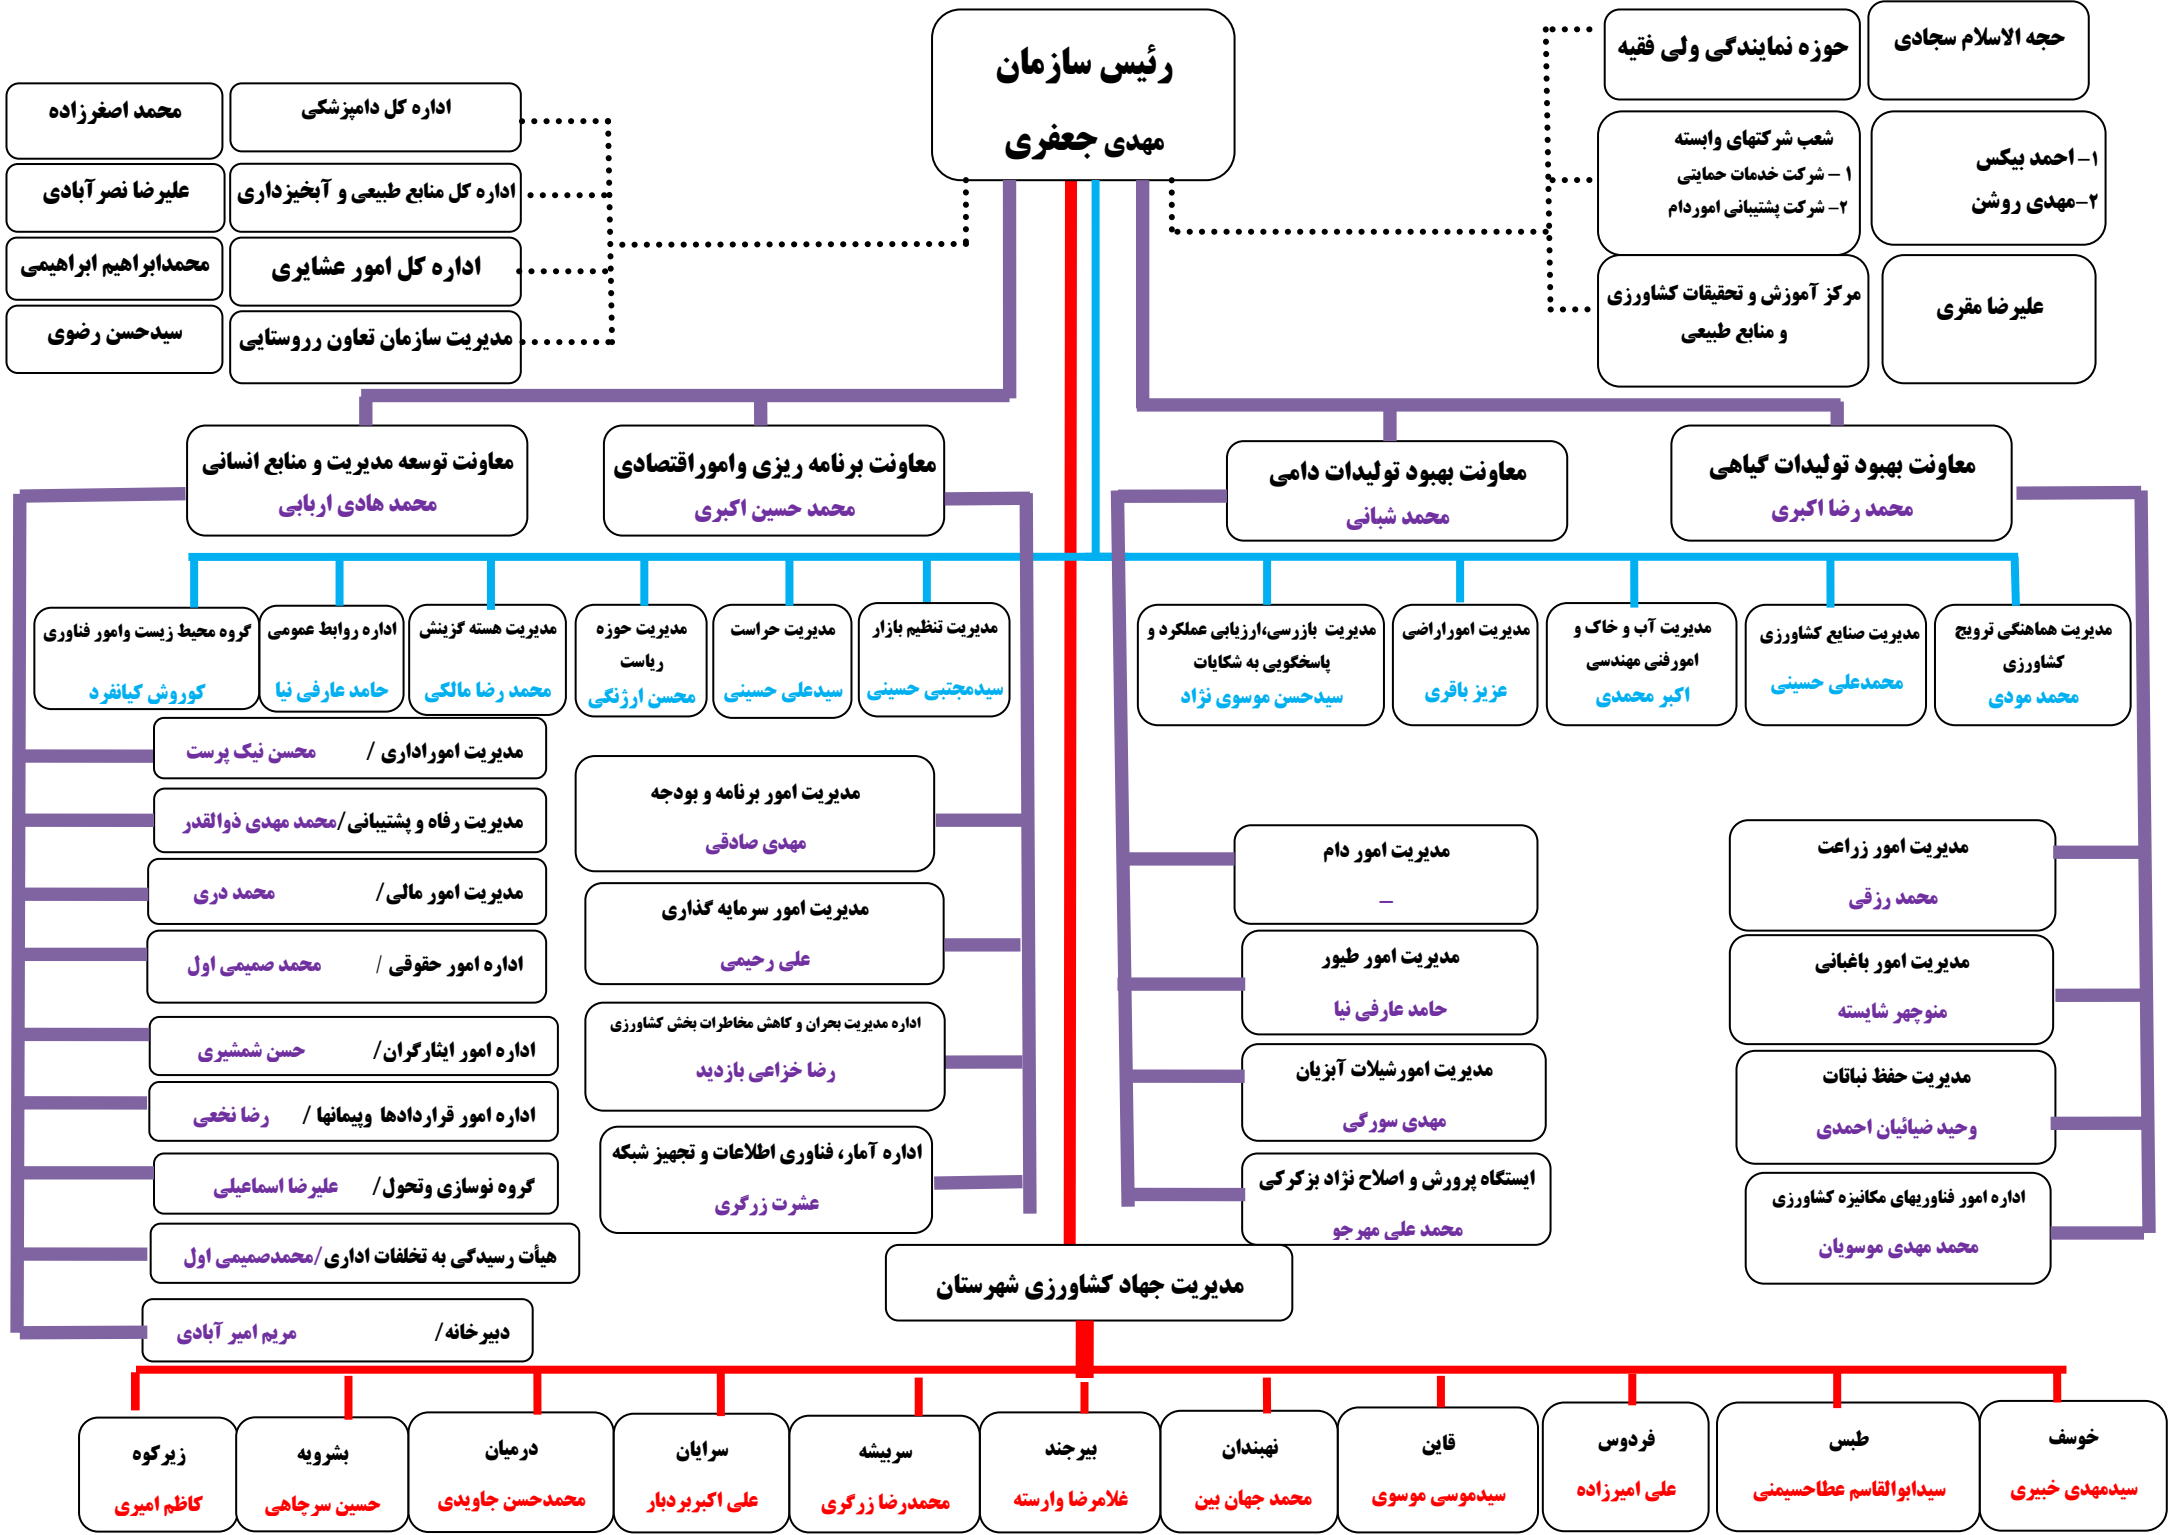 رئیس سازمان
مهدی جعفری
حوزه نمایندگی ولی فقیه
حجه الاسلام سجادی
شعب شرکتهای وابسته
۱ – شرکت خدمات حمایتی
۲- شرکت پشتیبانی اموردام
۱- احمد بیکس
۲-مهدی روشن
مرکز آموزش و تحقیقات کشاورزی
و منابع طبیعی
علیرضا مقری
اداره کل دامپزشکی
محمد اصغرزاده
اداره کل منابع طبیعی و آبخیزداری
علیرضا نصرآبادی
اداره کل امور عشایری
محمدابراهیم ابراهیمی
مدیریت سازمان تعاون رروستایی
سیدحسن رضوی
معاونت بهبود تولیدات گیاهی
محمد رضا اکبری
معاونت بهبود تولیدات دامی
محمد شبانی
معاونت برنامه ریزی واموراقتصادی
محمد حسین اکبری
معاونت توسعه مدیریت و منابع انسانی
محمد هادی اربابی
مدیریت هماهنگی ترویج
کشاورزی
محمد مودی
مدیریت صنایع کشاورزی
محمدعلی حسینی
مدیریت آب و خاک و
امورفنی مهندسی
اکبر محمدی
مدیریت اموراراضی
عزیز باقری
مدیریت بازرسی،ارزیابی عملکرد و
پاسخگویی به شکایات
سیدحسن موسوی نژاد
مدیریت تنظیم بازار
سیدمجتبی حسینی
مدیریت حراست
سیدعلی حسینی
مدیریت حوزه
ریاست
محسن ارژنگی
مدیریت هسته گزینش
محمد رضا مالکی
اداره روابط عمومی
حامد عارفی نیا
گروه محیط زیست وامور فناوری
کوروش کیانفرد
مدیریت امور زراعت
محمد رزقی
مدیریت امور باغبانی
منوچهر شایسته
مدیریت حفظ نباتات
وحید ضیائیان احمدی
اداره امور فناوریهای مکانیزه کشاورزی
محمد مهدی موسویان
مدیریت امور دام
–
مدیریت امور طیور
حامد عارفی نیا
مدیریت امورشیلات آبزیان
مهدی سورگی
ایستگاه پرورش و اصلاح نژاد بزکرکی
محمد علی مهرجو
مدیریت امور برنامه و بودجه
مهدی صادقی
مدیریت امور سرمایه گذاری
علی رحیمی
اداره مدیریت بحران و کاهش مخاطرات بخش کشاورزی
رضا خزاعی بازدید
اداره آمار، فناوری اطلاعات و تجهیز شبکه
عشرت زرگری
مدیریت اموراداری / محسن نیک پرست
مدیریت رفاه و پشتیبانی/محمد مهدی ذوالقدر
مدیریت امور مالی/ محمد دری
اداره امور حقوقی / محمد صمیمی اول
اداره امور ایثارگران/ حسن شمشیری
اداره امور قراردادها وپیمانها / رضا نخعی
گروه نوسازی وتحول/ علیرضا اسماعیلی
هیأت رسیدگی به تخلفات اداری/محمدصمیمی اول
دبیرخانه/ مریم امیر آبادی
مدیریت جهاد کشاورزی شهرستان
خوسف
سیدمهدی خبیری
طبس
سیدابوالقاسم عطاحسیمنی
فردوس
علی امیرزاده
قاین
سیدموسی موسوی
نهبندان
محمد جهان بین
بیرجند
غلامرضا وارسته
سربیشه
محمدرضا زرگری
سرایان
علی اکبربردبار
درمیان
محمدحسن جاویدی
بشرویه
حسین سرچاهی
زیرکوه
کاظم امیری